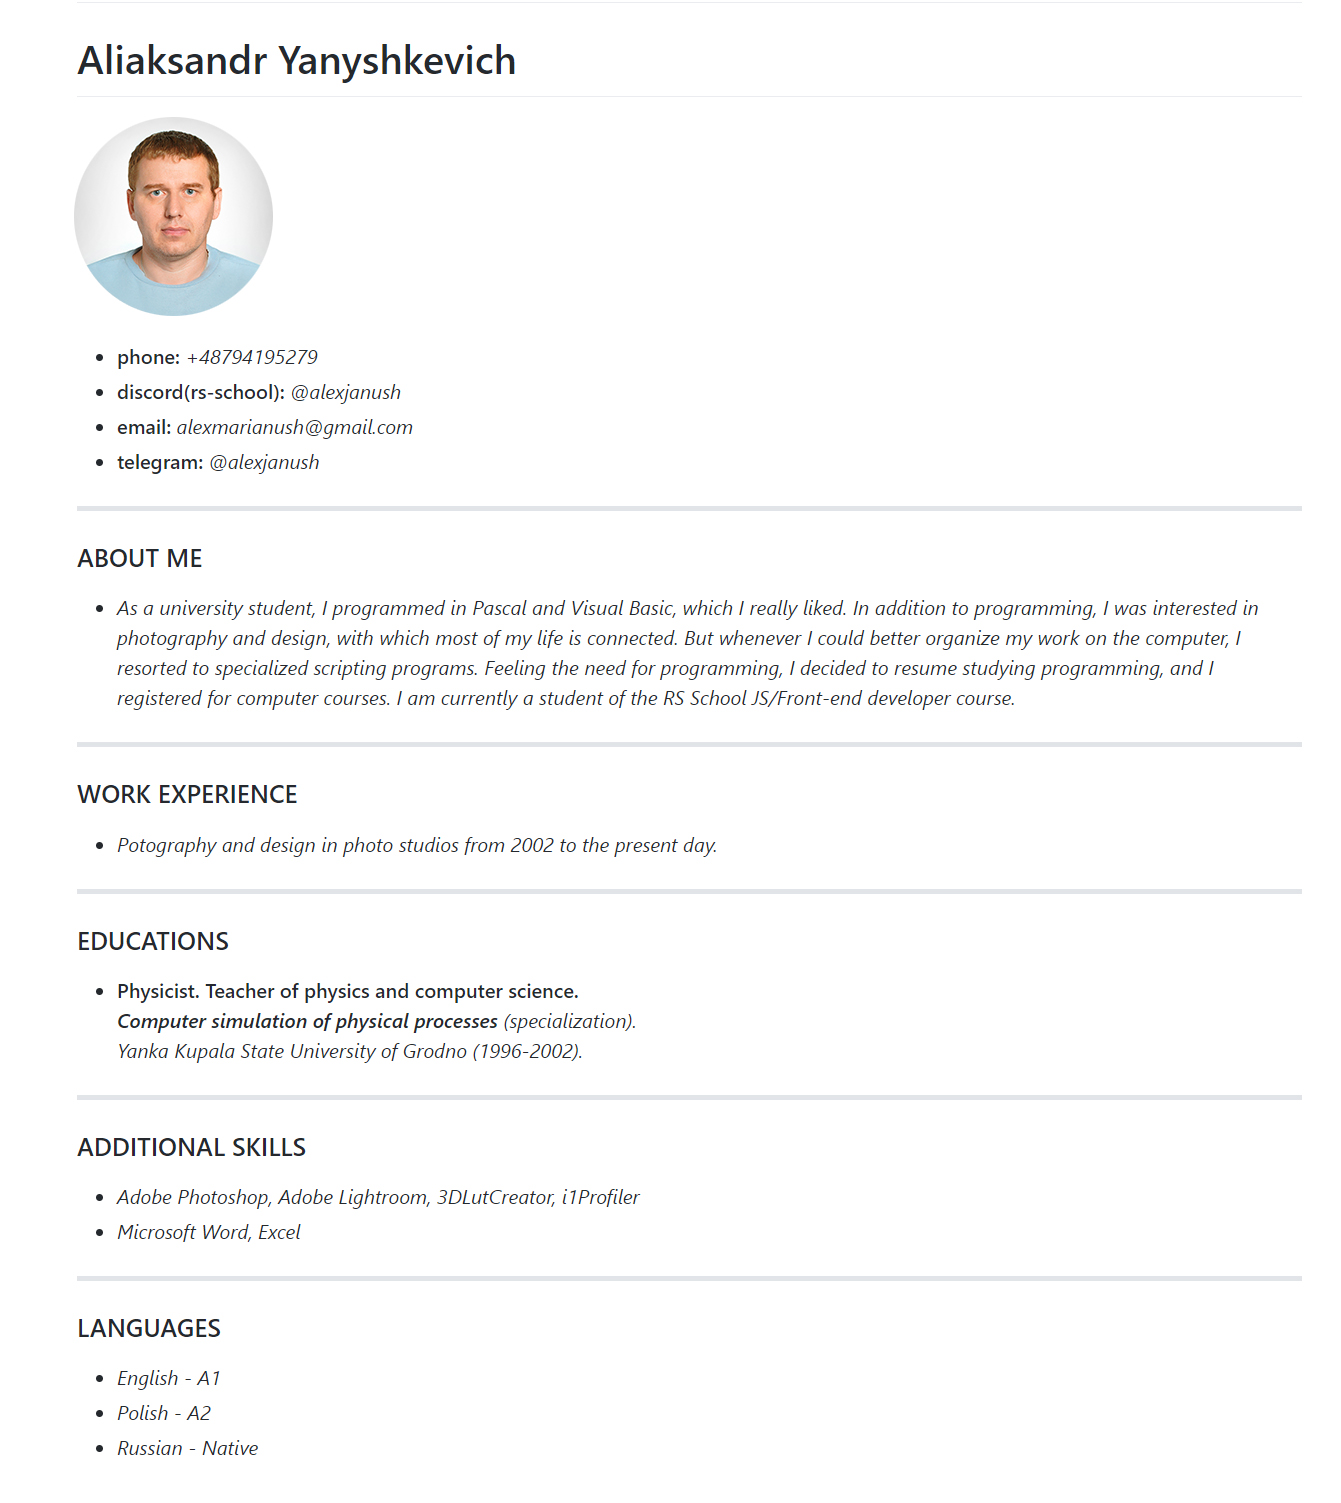 Aliaksandr Yanyshkevich
phone: +48794195279
discord(rs-school): @alexjanush
email: alexmarianush@gmail.com
telegram: @alexjanush
ABOUT ME
As a university student, I programmed in Pascal and Visual Basic, which I really liked. In addition to programming, I was interested in
photography and design, with which most of my life is connected. But whenever I could better organize my work on the computer, I
resorted to specialized scripting programs. Feeling the need for programming, I decided to resume studying programming, and I
registered for computer courses. I am currently a student of the RS School JS/Front-end developer course.
WORK EXPERIENCE
Potography and design in photo studios from 2002 to the present day.
EDUCATIONS
Physicist. Teacher of physics and computer science.
Computer simulation of physical processes (specialization).
Yanka Kupala State University of Grodno (1996-2002).
ADDITIONAL SKILLS
Adobe Photoshop, Adobe Lightroom, 3DLutCreator, i1Profiler
Microsoft Word, Excel
LANGUAGES
English - A1
Polish - A2
Russian - Native